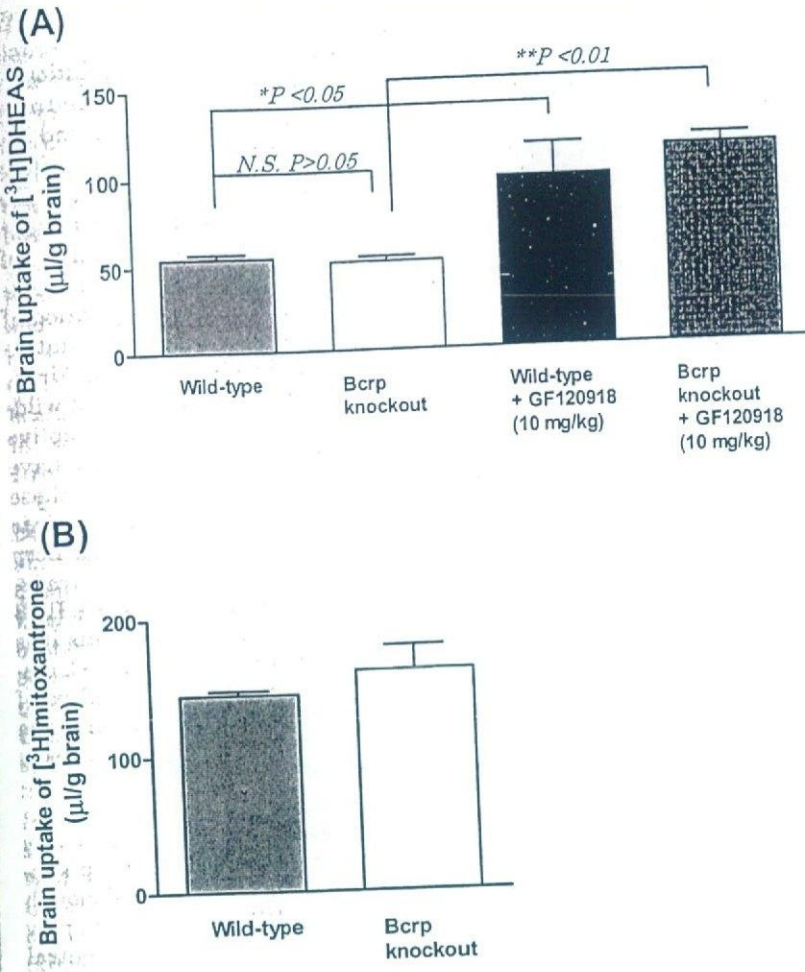 (A)
Brain uptake of [³H]DHEAS
(µl/g brain)
150
100
50
0
*P <0.05
**P <0.01
N.S. P>0.05
Wild-type
Bcrp
knockout
Wild-type
+ GF120918
(10 mg/kg)
Bcrp
knockout
+ GF120918
(10 mg/kg)
(B)
Brain uptake of [³H]mitoxantrone
(µl/g brain)
200
100
0
Wild-type
Bcrp
knockout